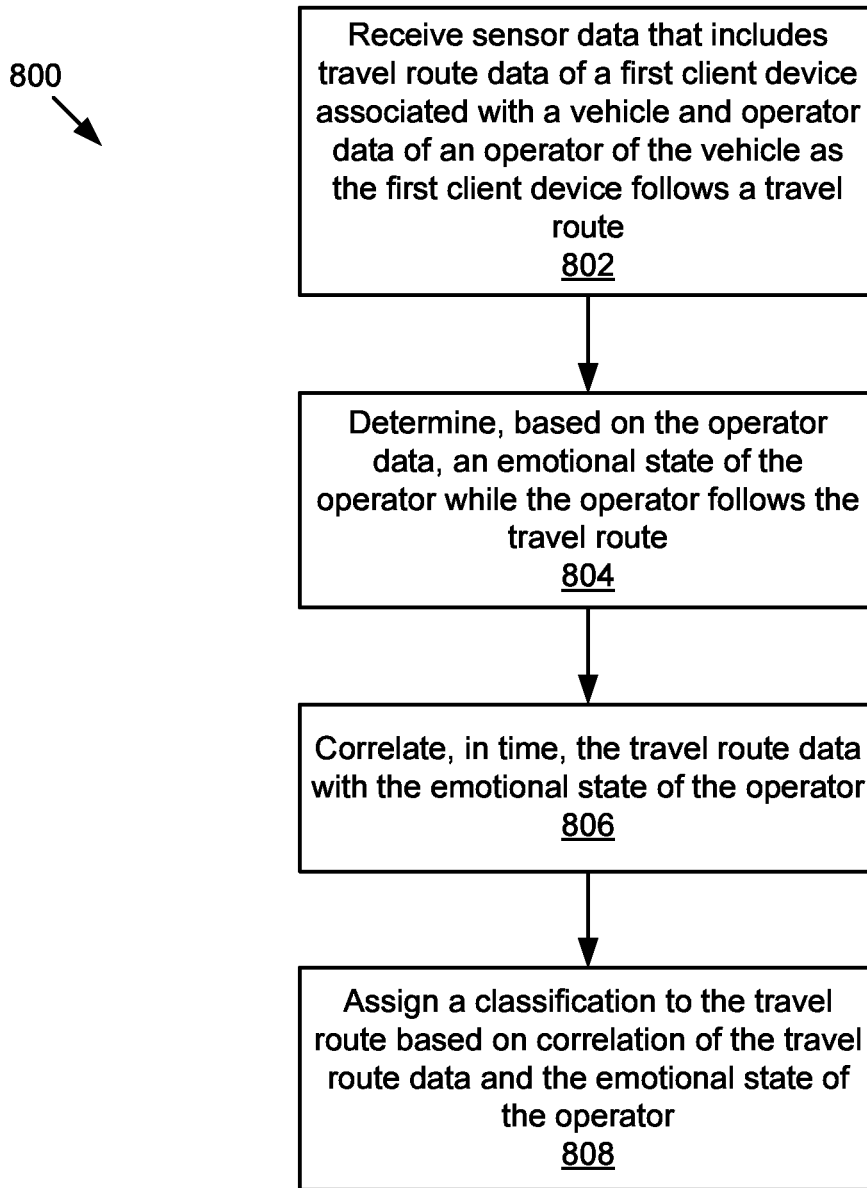 800
Receive sensor data that includes
travel route data of a first client device
associated with a vehicle and operator
data of an operator of the vehicle as
the first client device follows a travel
route
802
Determine, based on the operator
data, an emotional state of the
operator while the operator follows the
travel route
804
Correlate, in time, the travel route data
with the emotional state of the operator
806
Assign a classification to the travel
route based on correlation of the travel
route data and the emotional state of
the operator
808